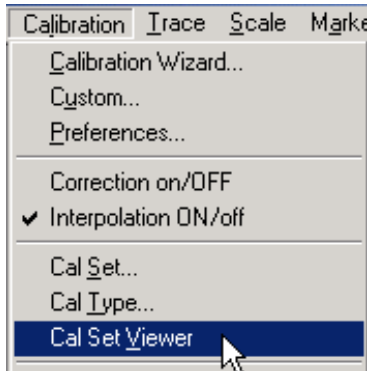 Calibration Trace Scale Marke
Calibration Wizard...
Custom...
Preferences...
Correction on/OFF
Interpolation ON/off
Cal Set...
Cal Type...
Cal Set Viewer